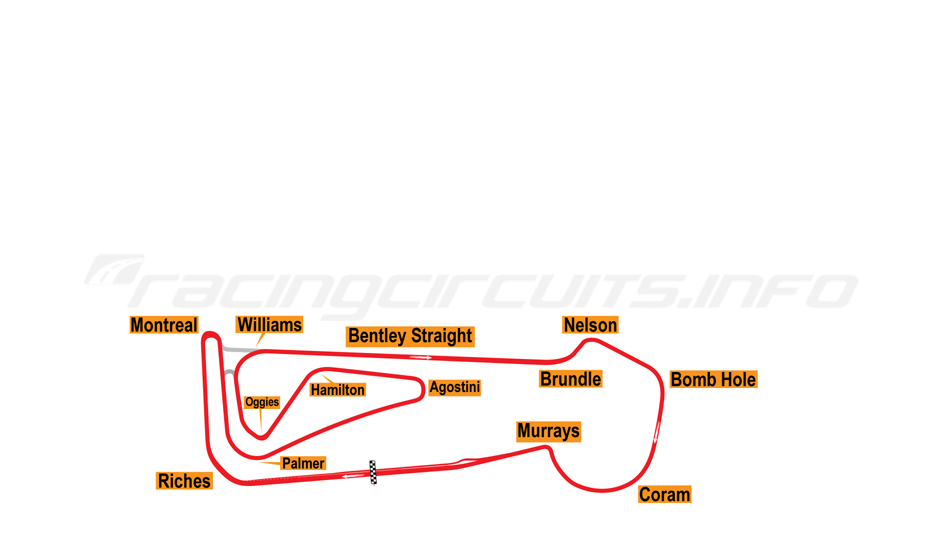 racingcircuits.info
Montreal
Williams
Bentley Straight
Nelson
Brundle
Bomb Hole
Hamilton
Agostini
Oggies
Murrays
Palmer
Riches
Coram